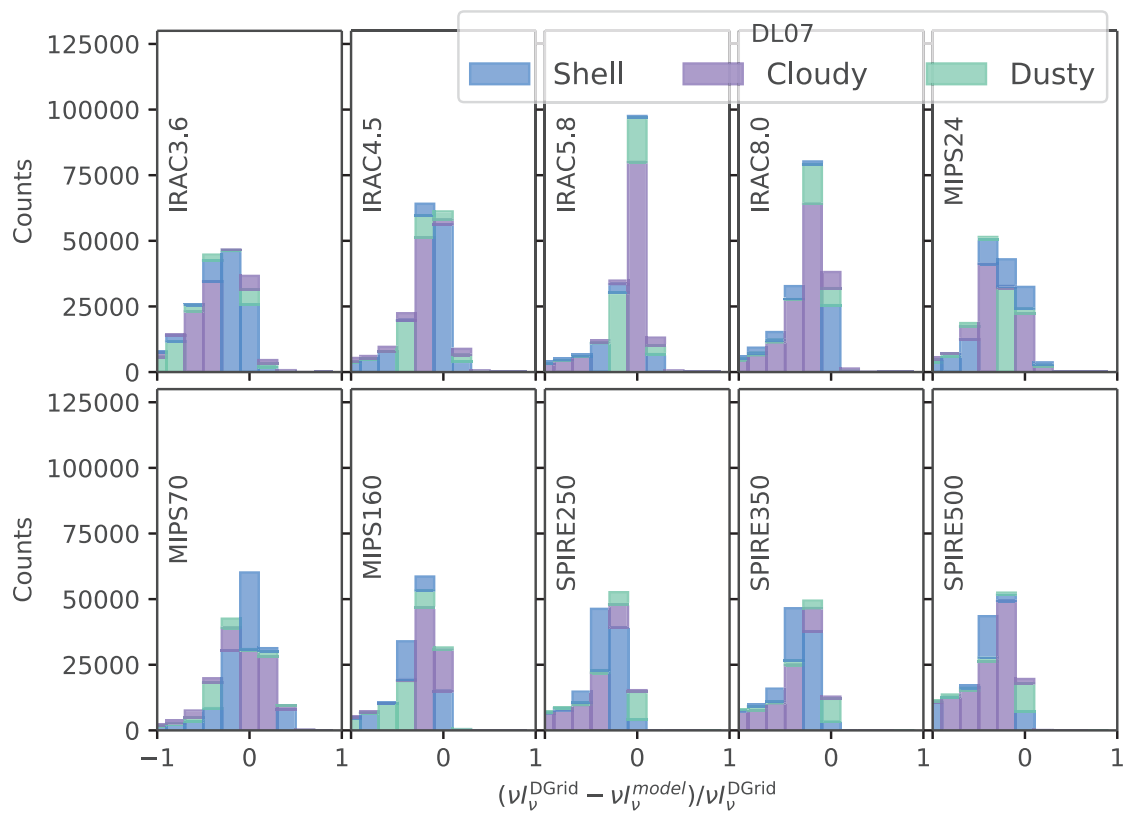 DL07
Shell Cloudy Dusty
125000
100000
75000
50000
25000
0
Counts
IRAC3.6
IRAC4.5
IRAC5.8
IRAC8.0
MIPS24
125000
100000
75000
50000
25000
0
Counts
MIPS70
MIPS160
SPIRE250
SPIRE350
SPIRE500
−1 0 1 0 1 0 1 0 1 0 1
(νI_ν^DGrid − νI_ν^model)/νI_ν^DGrid